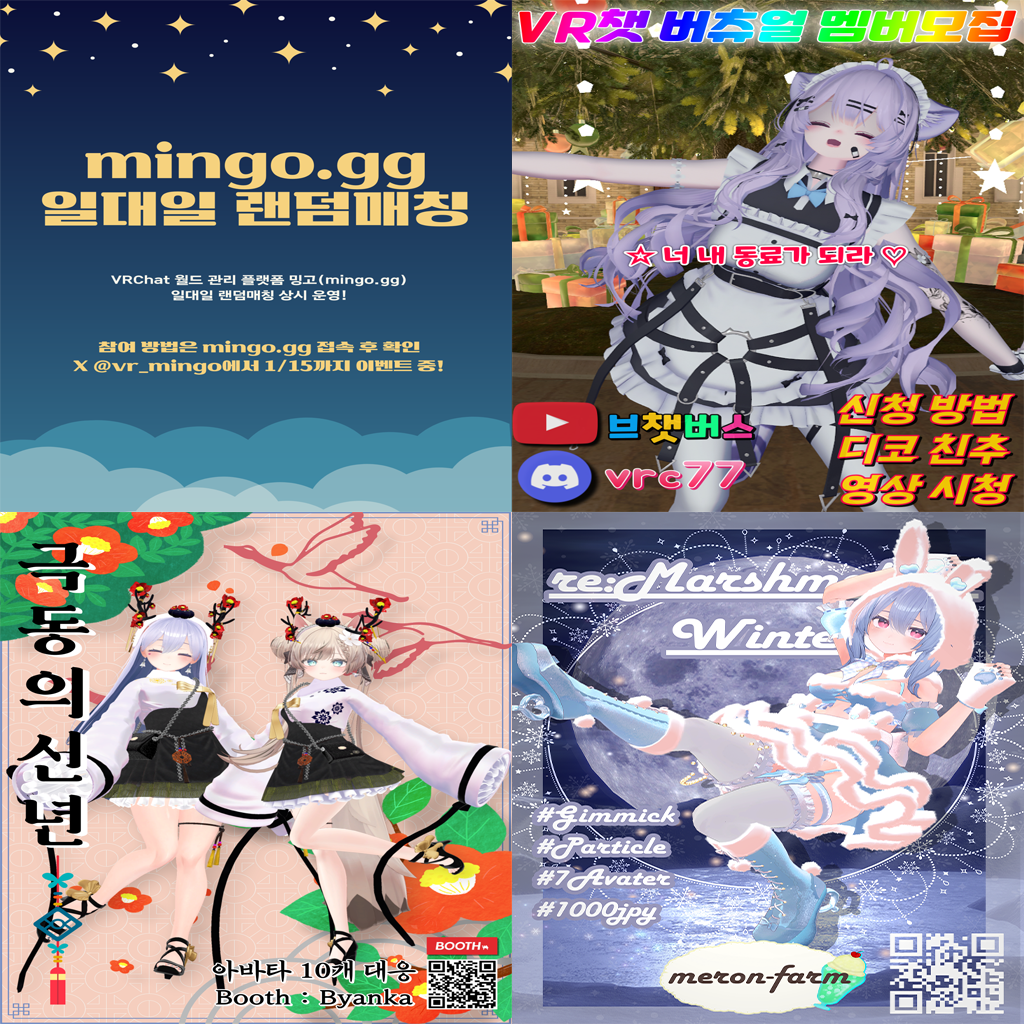 mingo.gg
일대일 랜덤매칭
VRChat 월드 관리 플랫폼 밍고(mingo.gg)
일대일 랜덤매칭 상시 운영!
참여 방법은 mingo.gg 접속 후 확인
X @vr_mingo에서 1/15까지 이벤트 중!
VR챗 버츄얼 멤버모집
☆ 너 내 동료가 되라 ♡
브챗버스
vrc77
신청 방법
디코 친추
영상 시청
극동의신년
BOOTH
아바타 10개 대응
Booth : Byanka
re:Marshm
Winte
#Gimmick
#Particle
#7Avater
#1000jpy
meron-farm